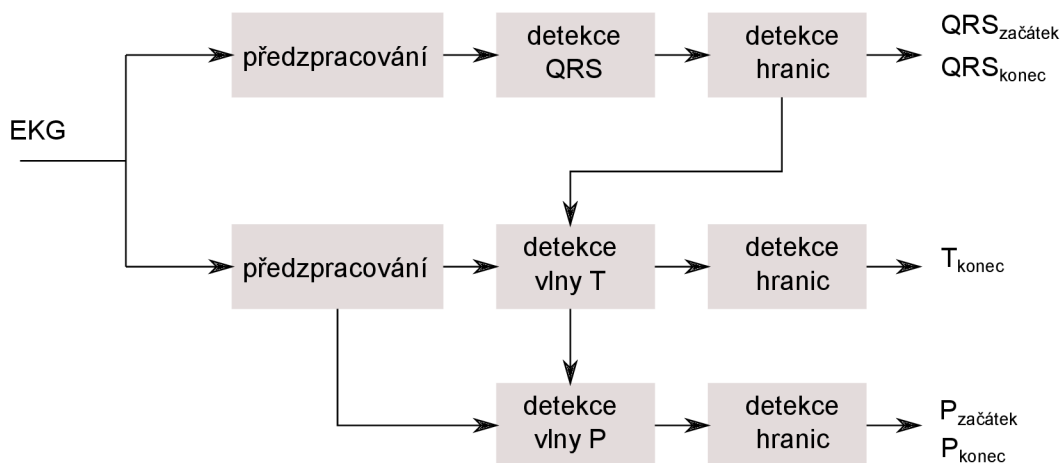 předzpracování
detekce
QRS
detekce
hranic
QRSzačátek
QRSkonec
EKG
předzpracování
detekce
vlny T
detekce
hranic
Tkonec
detekce
vlny P
detekce
hranic
Pzačátek
Pkonec